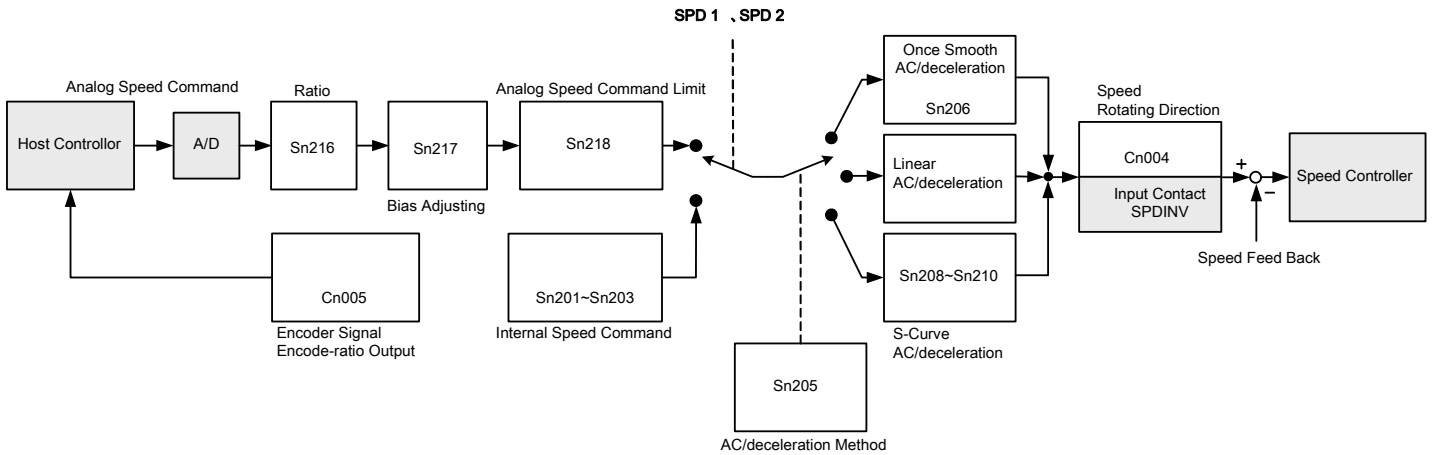 SPD 1 、SPD 2
Analog Speed Command
Host Controllor
A/D
Ratio
Sn216
Sn217
Bias Adjusting
Analog Speed Command Limit
Sn218
Cn005
Encoder Signal
Encode-ratio Output
Sn201~Sn203
Internal Speed Command
Sn205
AC/deceleration Method
Once Smooth
AC/deceleration
Sn206
Linear
AC/deceleration
Sn208~Sn210
S-Curve
AC/deceleration
Speed
Rotating Direction
Cn004
Input Contact
SPDINV
+
−
Speed Feed Back
Speed Controller